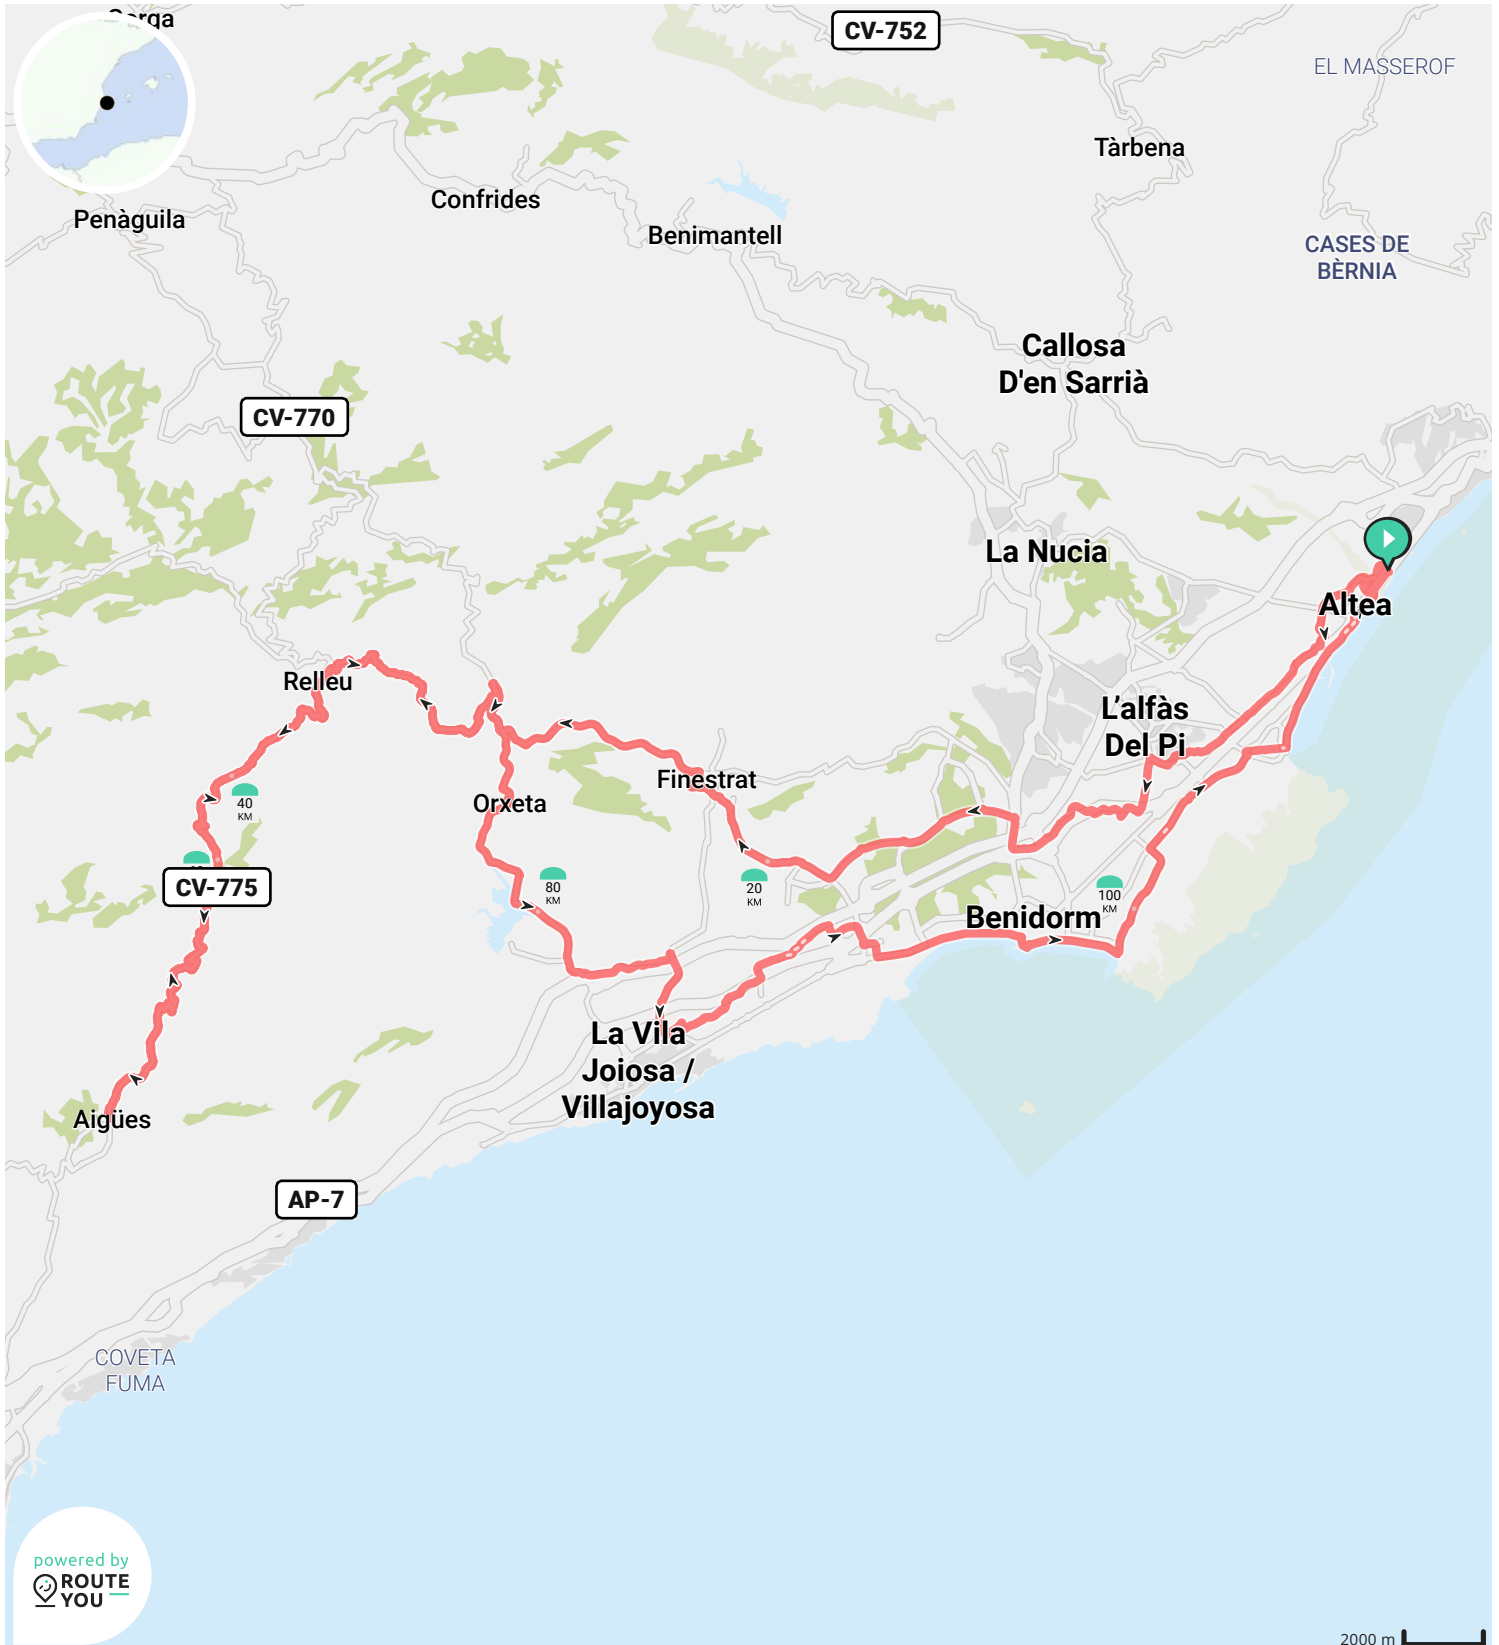 CV-752
EL MASSEROF
Tàrbena
Confrides
Penàguila
Benimantell
CASES DE
BÈRNIA
Callosa
D'en Sarrià
CV-770
La Nucia
Altea
Relleu
L'alfàs
Del Pi
Finestrat
Orxeta
40
KM
80
KM
20
KM
100
KM
CV-775
Benidorm
La Vila
Joiosa /
Villajoyosa
Aigües
AP-7
COVETA
FUMA
powered by
ROUTE
YOU
2000 m